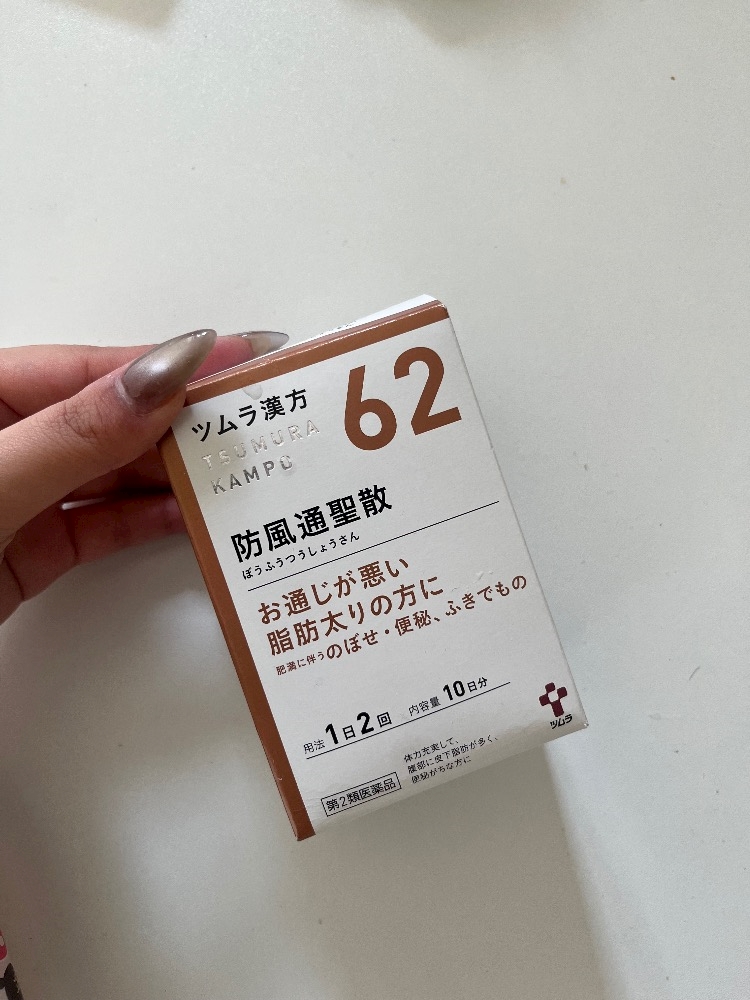 ツムラ漢方
TSUMURA
KAMPO
62
防風通聖散
ぼうふうつうしょうさん
お通じが悪い
脂肪太りの方に
肥満に伴うのぼせ・便秘、ふきでもの
用法1日2回 内容量10日分
ツムラ
第2類医薬品
体力充実して、
腹部に皮下脂肪が多く、
便秘がちな方に